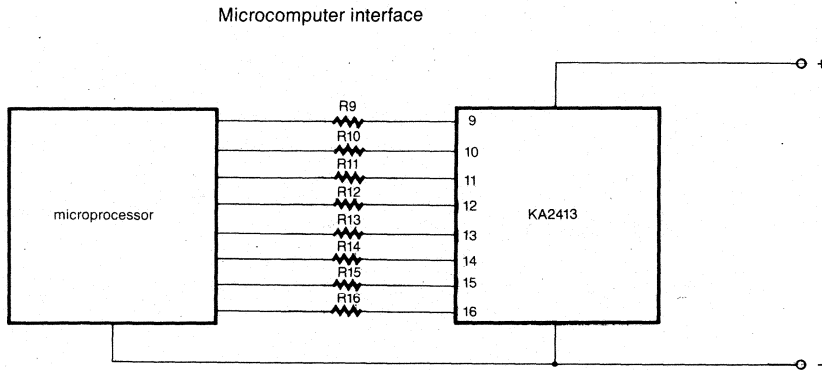 Microcomputer interface
+
R9
9
R10
10
R11
11
R12
12
microprocessor
KA2413
R13
13
R14
14
R15
15
R16
16
-